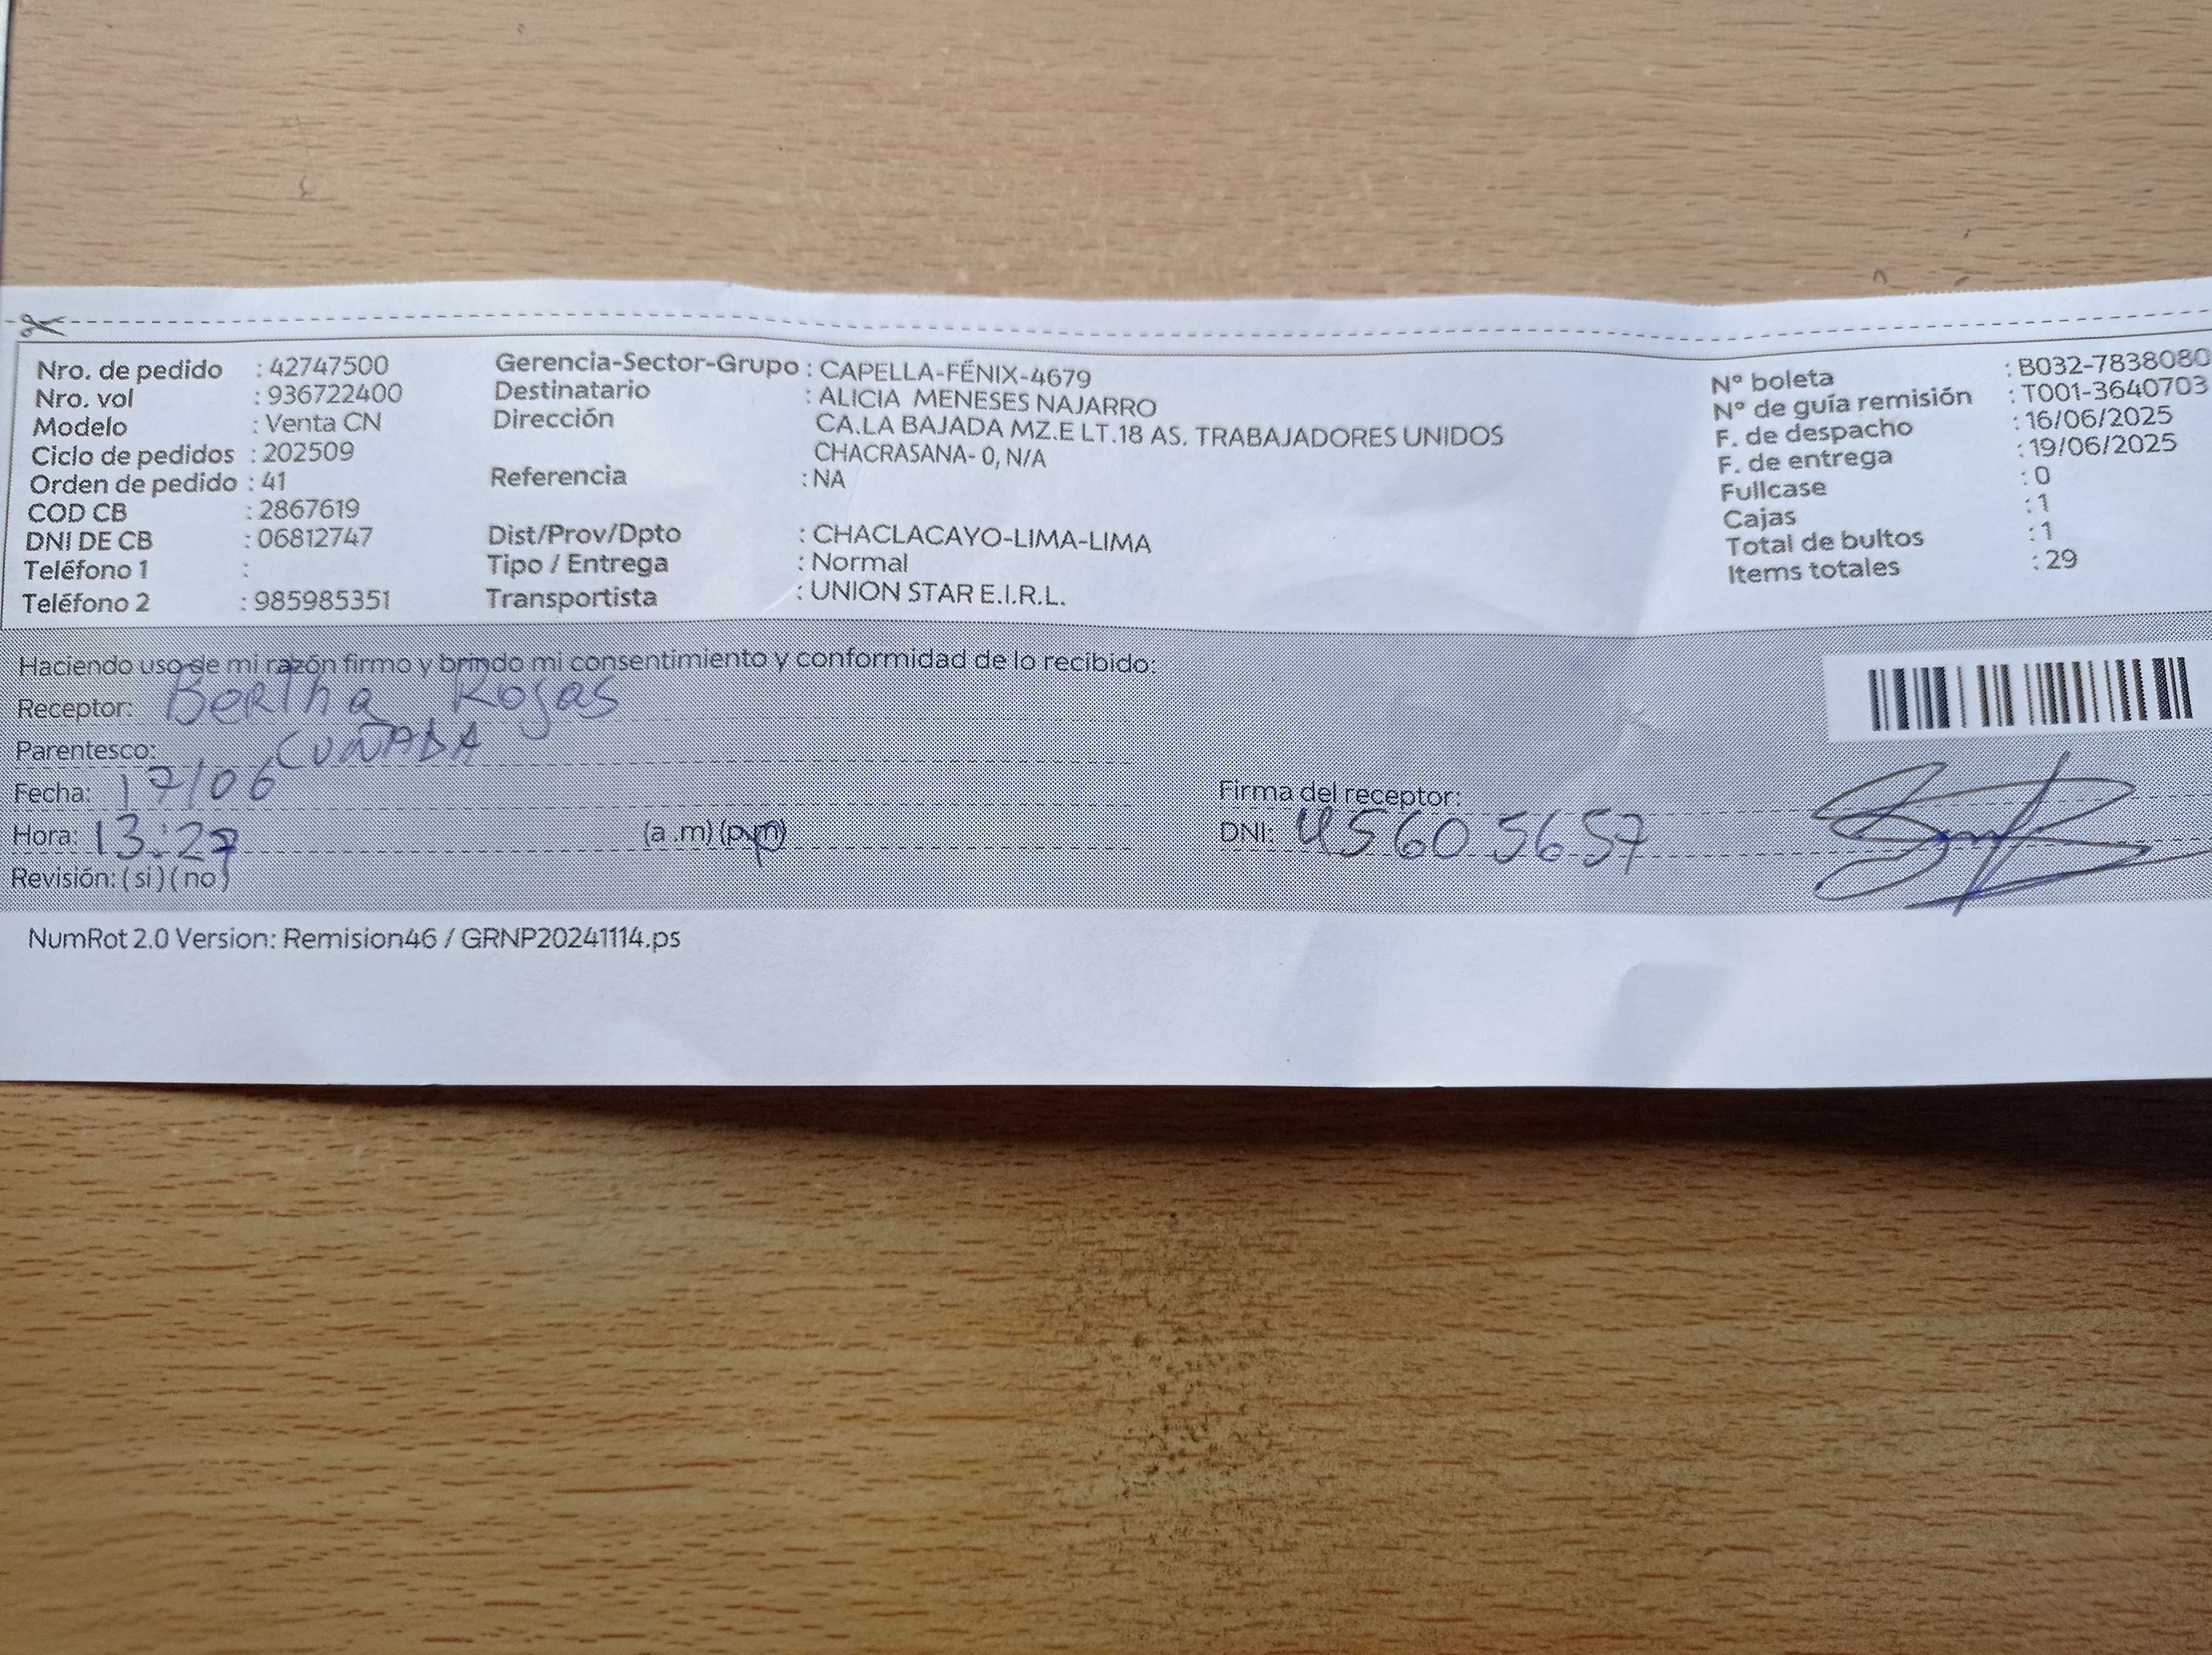 Nro. de pedido : 42747500
Nro. vol : 936722400
Modelo : Venta CN
Ciclo de pedidos : 202509
Orden de pedido : 41
COD CB : 2867619
DNI DE CB : 06812747
Teléfono 1 :
Teléfono 2 : 985985351
Gerencia-Sector-Grupo : CAPELLA-FÉNIX-4679
Destinatario : ALICIA MENESES NAJARRO
Dirección CA.LA BAJADA MZ.E LT.18 AS. TRABAJADORES UNIDOS
CHACRASANA- 0, N/A
Referencia : NA
Dist/Prov/Dpto : CHACLACAYO-LIMA-LIMA
Tipo / Entrega : Normal
Transportista : UNION STAR E.I.R.L.
N° boleta : B032-7838080
N° de guía remisión : T001-3640703
F. de despacho : 16/06/2025
F. de entrega : 19/06/2025
Fullcase : 0
Cajas : 1
Total de bultos : 1
Items totales : 29
Haciendo uso de mi razón firmo y brindo mi consentimiento y conformidad de lo recibido:
Receptor: Bertha Rojas
Parentesco: CUÑADA
Fecha: 17/06
Hora: 13:27 (a .m) (p.m)
Revisión: ( si ) ( no )
Firma del receptor:
DNI: 45605657
NumRot 2.0 Version: Remision46 / GRNP20241114.ps